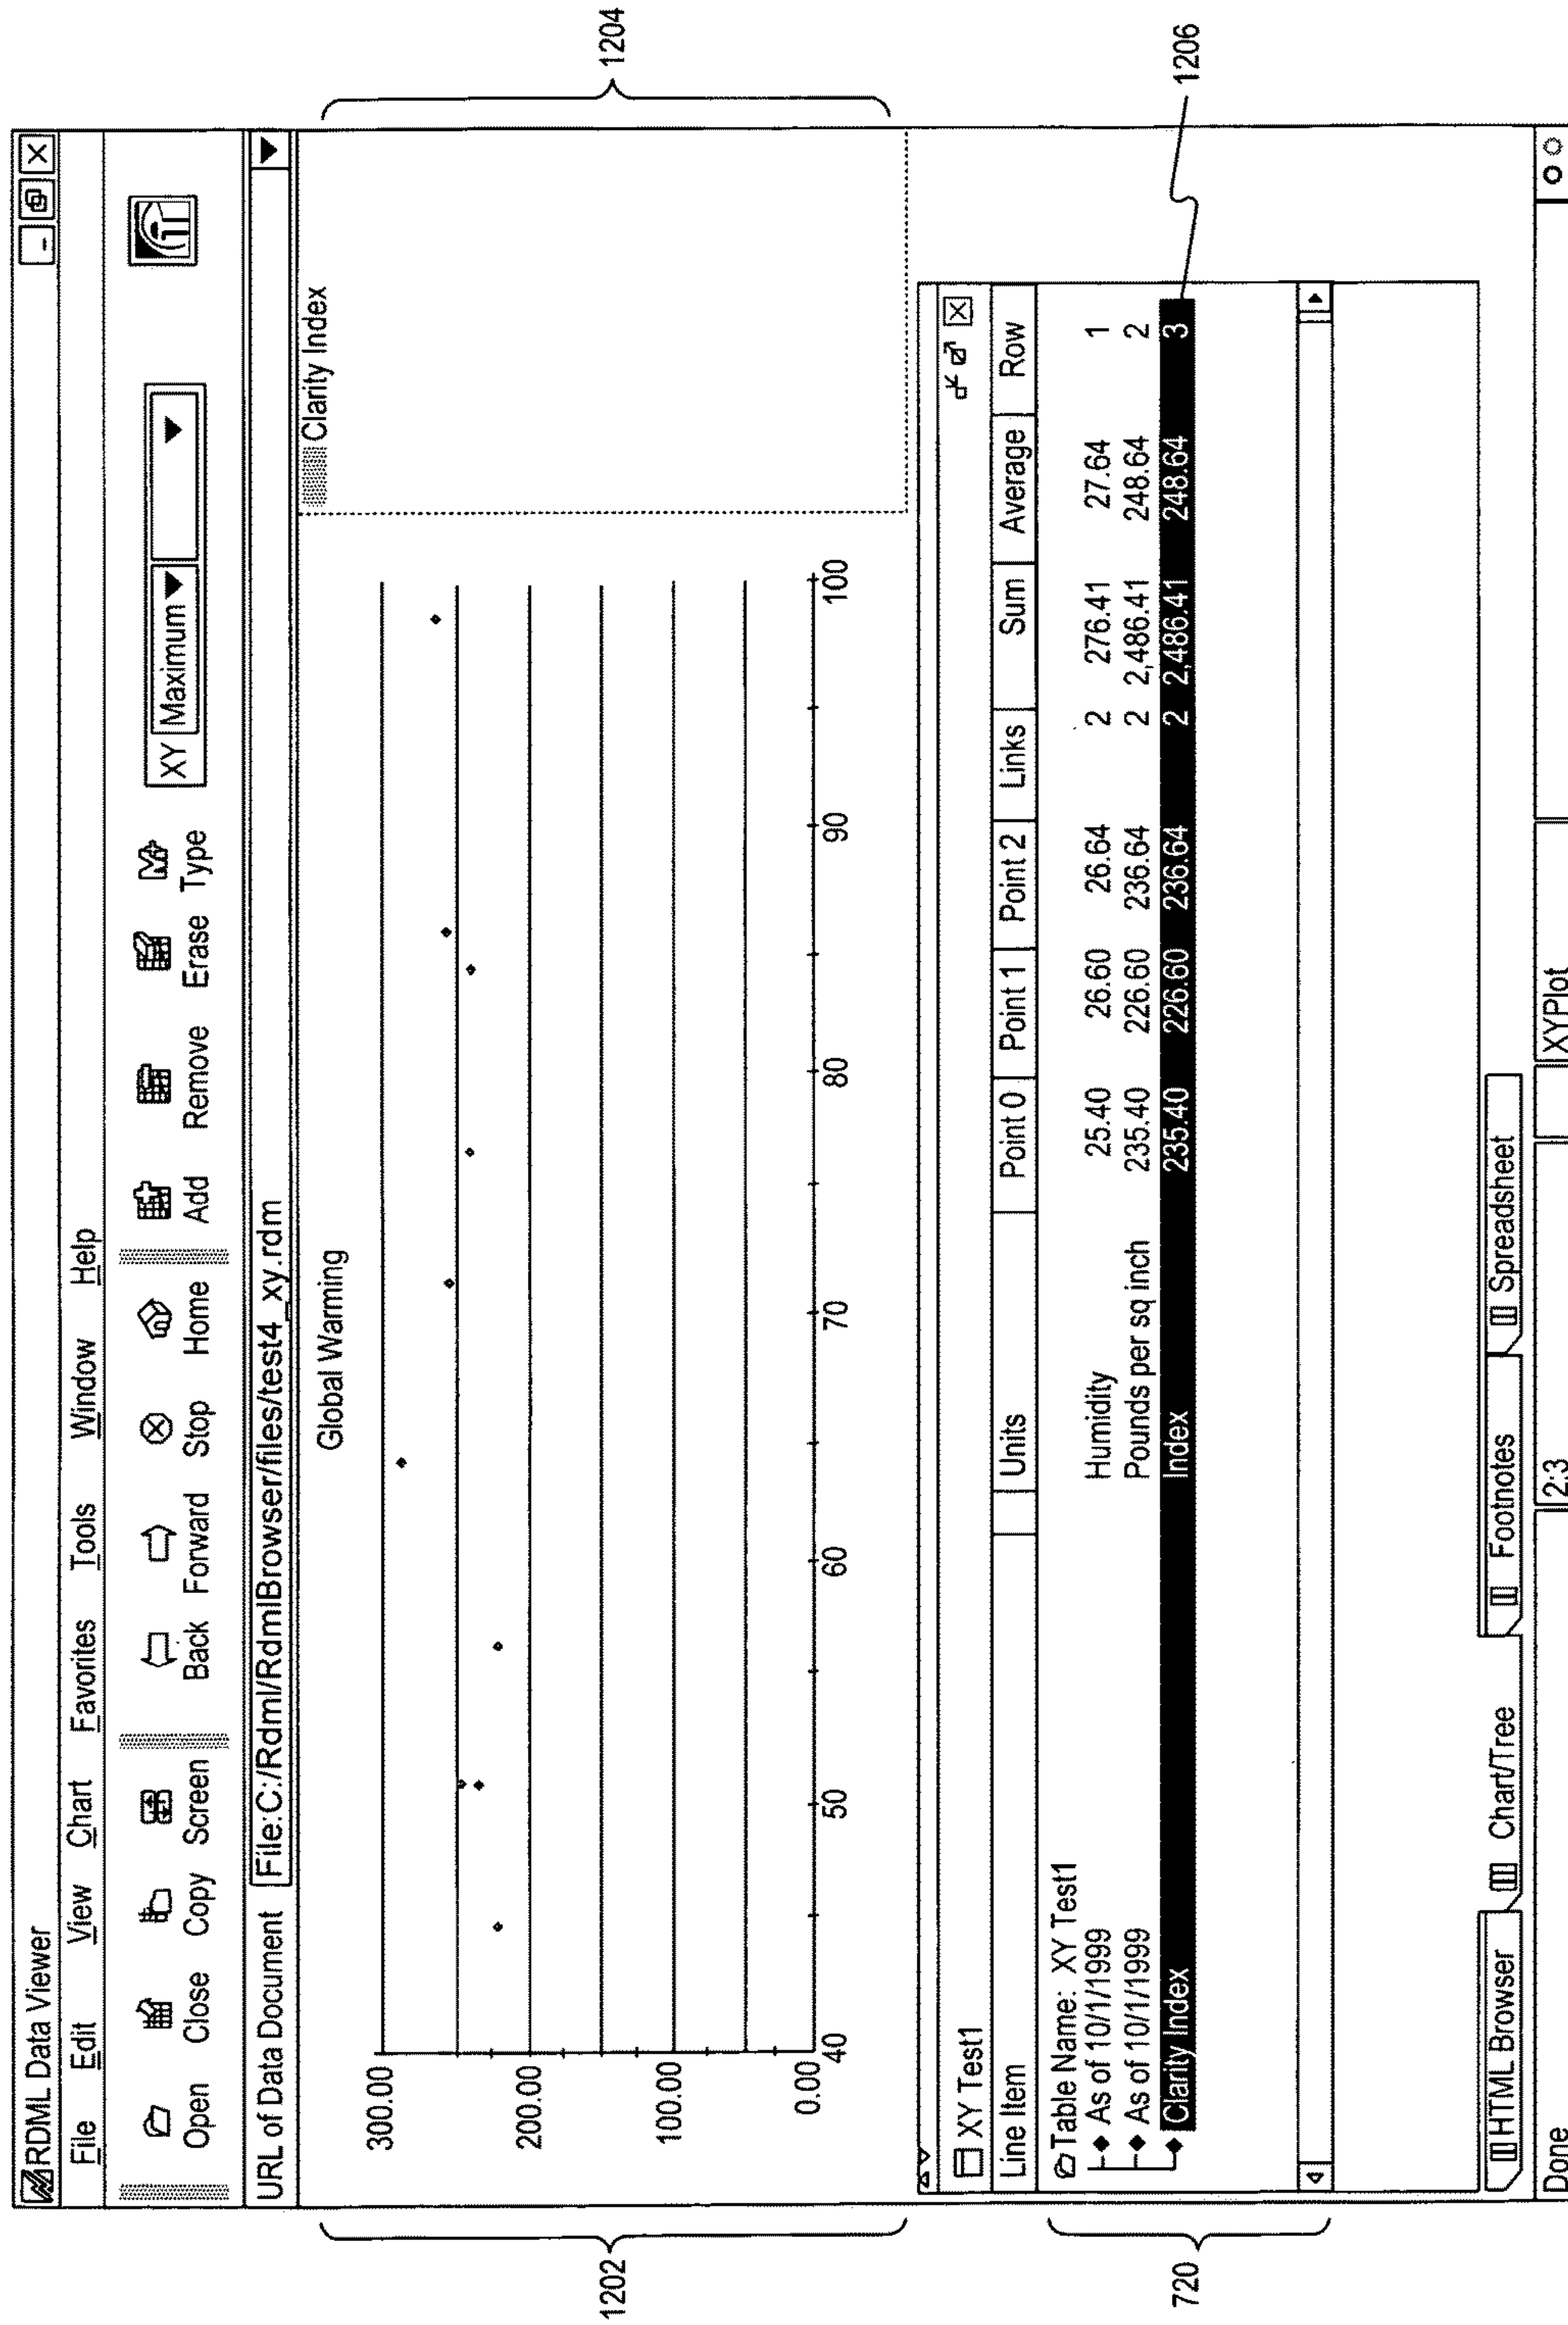 RDML Data Viewer
File Edit View Chart Favorites Tools Window Help
Open Close Copy Screen Back Forward Stop Home Add Remove Erase Type XY Maximum
URL of Data Document File:C:/Rdml/RdmlBrowser/files/test4_xy.rdm
Global Warming
Clarity Index
300.00
200.00
100.00
0.00
40 50 60 70 80 90 100
1202
1204
XY Test1
Line Item Units Point 0 Point 1 Point 2 Links Sum Average Row
Table Name: XY Test1
As of 10/1/1999 Humidity 25.40 26.60 26.64 2 276.41 27.64 1
As of 10/1/1999 Pounds per sq inch 235.40 226.60 236.64 2 2,486.41 248.64 2
Clarity Index Index 235.40 226.60 236.64 2 2,486.41 248.64 3
720
1206
HTML Browser Chart/Tree Footnotes Spreadsheet
Done 2:3 XYPlot